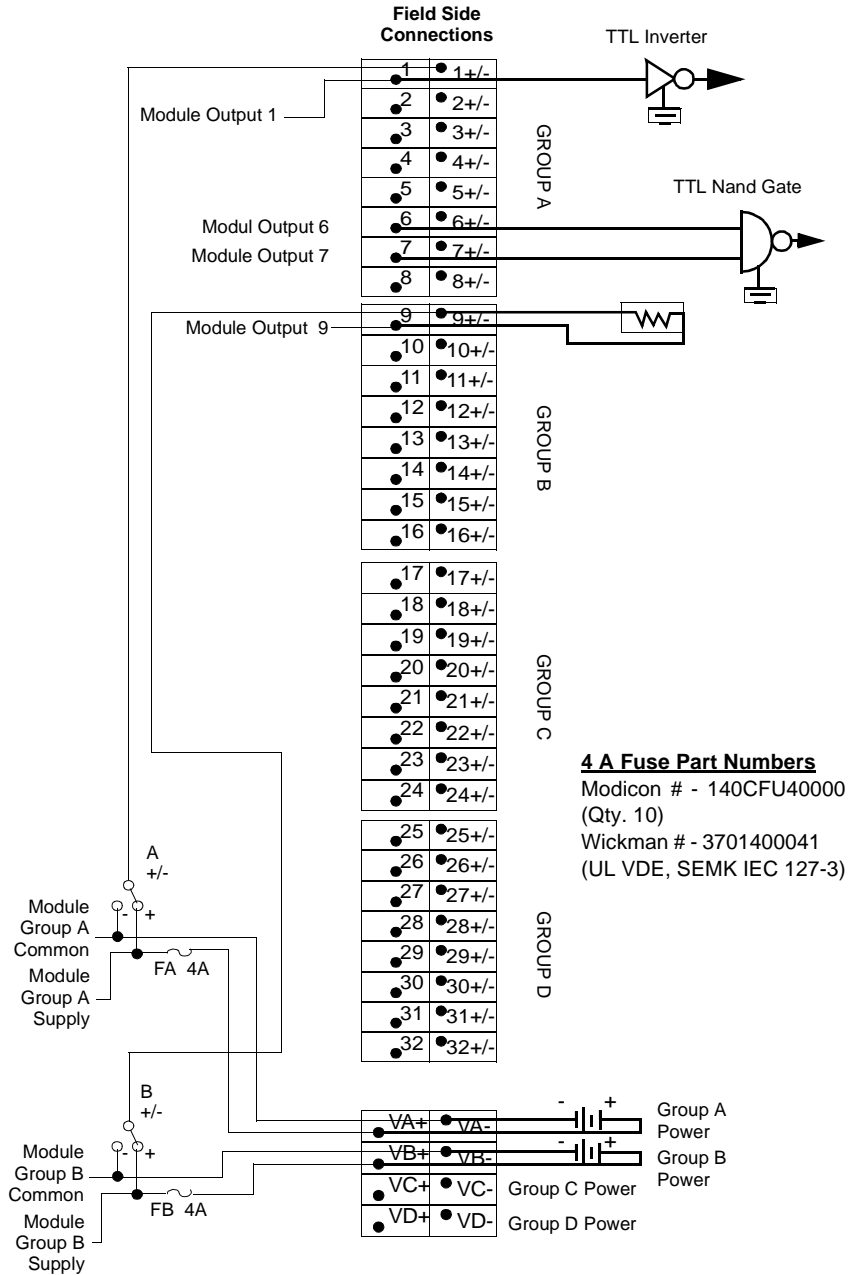 Field Side
Connections
TTL Inverter
1 1+/-
Module Output 1
2 2+/-
3 3+/-
4 4+/-
5 5+/-
GROUP A
TTL Nand Gate
Modul Output 6
6 6+/-
Module Output 7
7 7+/-
8 8+/-
Module Output 9
9 9+/-
10 10+/-
11 11+/-
12 12+/-
13 13+/-
14 14+/-
15 15+/-
16 16+/-
GROUP B
17 17+/-
18 18+/-
19 19+/-
20 20+/-
21 21+/-
22 22+/-
23 23+/-
24 24+/-
GROUP C
4 A Fuse Part Numbers
Modicon # - 140CFU40000
(Qty. 10)
Wickman # - 3701400041
(UL VDE, SEMK IEC 127-3)
25 25+/-
26 26+/-
27 27+/-
28 28+/-
29 29+/-
30 30+/-
31 31+/-
32 32+/-
GROUP D
A
+/-
- +
Module
Group A
Common
FA 4A
Module
Group A
Supply
B
+/-
- +
Module
Group B
Common
FB 4A
Module
Group B
Supply
VA+ VA-
- +
Group A
Power
VB+ VB-
- +
Group B
Power
VC+ VC- Group C Power
VD+ VD- Group D Power